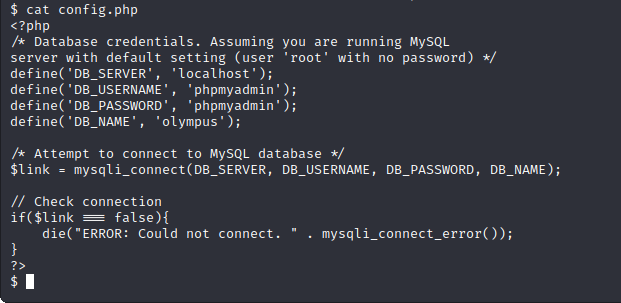 $ cat config.php
<?php
/* Database credentials. Assuming you are running MySQL
server with default setting (user 'root' with no password) */
define('DB_SERVER', 'localhost');
define('DB_USERNAME', 'phpmyadmin');
define('DB_PASSWORD', 'phpmyadmin');
define('DB_NAME', 'olympus');

/* Attempt to connect to MySQL database */
$link = mysqli_connect(DB_SERVER, DB_USERNAME, DB_PASSWORD, DB_NAME);

// Check connection
if($link === false){
    die("ERROR: Could not connect. " . mysqli_connect_error());
}
?>
$